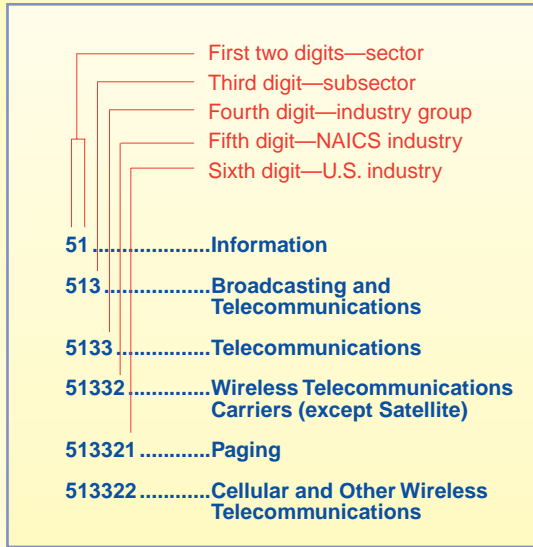 First two digits—sector
Third digit—subsector
Fourth digit—industry group
Fifth digit—NAICS industry
Sixth digit—U.S. industry
51....................Information
513..................Broadcasting and
Telecommunications
5133................Telecommunications
51332..............Wireless Telecommunications
Carriers (except Satellite)
513321............Paging
513322............Cellular and Other Wireless
Telecommunications